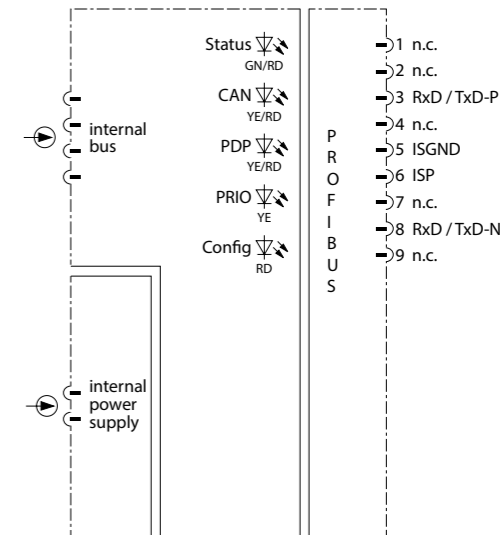 Status
GN/RD
CAN
YE/RD
PDP
YE/RD
PRIO
YE
Config
RD
internal
bus
internal
power
supply
PROFIBUS
1 n.c.
2 n.c.
3 RxD / TxD-P
4 n.c.
5 ISGND
6 ISP
7 n.c.
8 RxD / TxD-N
9 n.c.